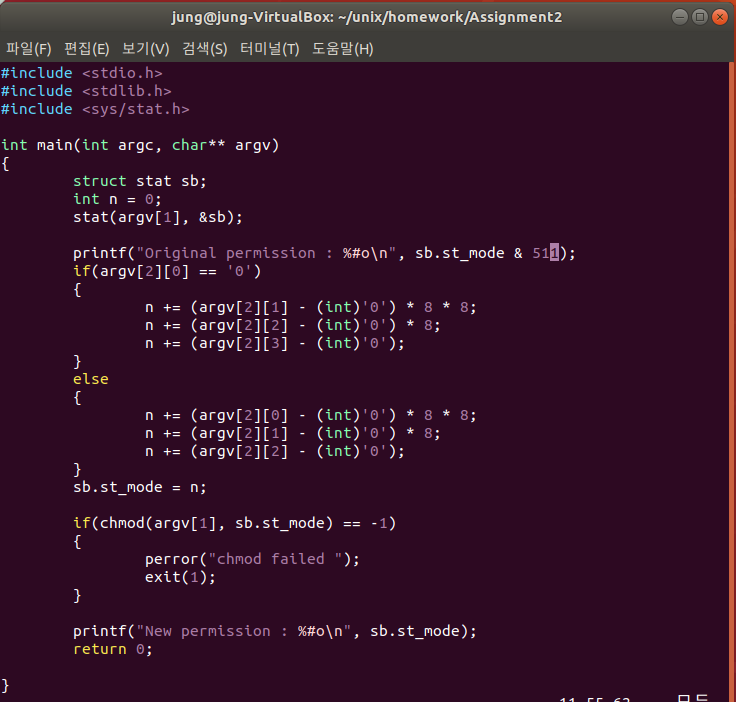 jung@jung-VirtualBox: ~/unix/homework/Assignment2
파일(F) 편집(E) 보기(V) 검색(S) 터미널(T) 도움말(H)
#include <stdio.h>
#include <stdlib.h>
#include <sys/stat.h>
int main(int argc, char** argv)
{
struct stat sb;
int n = 0;
stat(argv[1], &sb);
printf("Original permission : %#o\n", sb.st_mode & 511);
if(argv[2][0] == '0')
{
n += (argv[2][1] - (int)'0') * 8 * 8;
n += (argv[2][2] - (int)'0') * 8;
n += (argv[2][3] - (int)'0');
}
else
{
n += (argv[2][0] - (int)'0') * 8 * 8;
n += (argv[2][1] - (int)'0') * 8;
n += (argv[2][2] - (int)'0');
}
sb.st_mode = n;
if(chmod(argv[1], sb.st_mode) == -1)
{
perror("chmod failed ");
exit(1);
}
printf("New permission : %#o\n", sb.st_mode);
return 0;
}